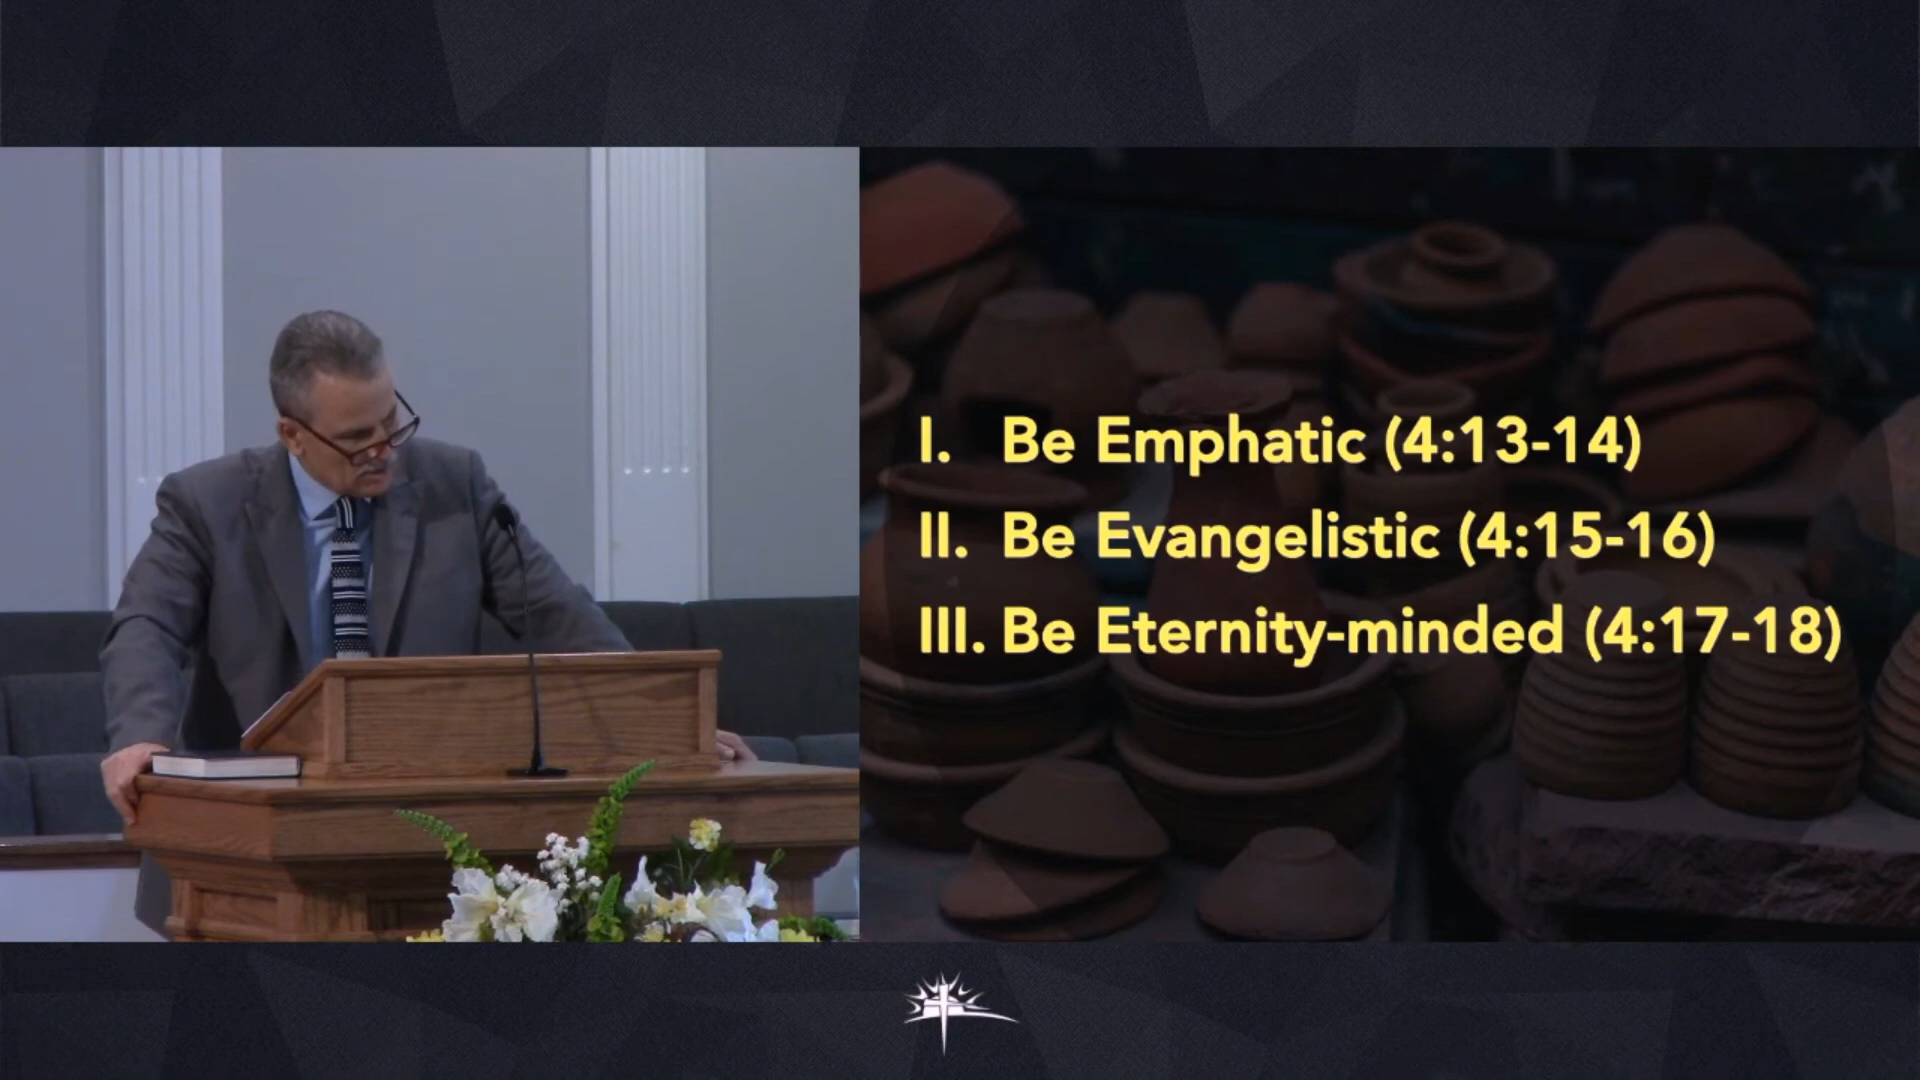 I. Be Emphatic (4:13-14)
II. Be Evangelistic (4:15-16)
III. Be Eternity-minded (4:17-18)